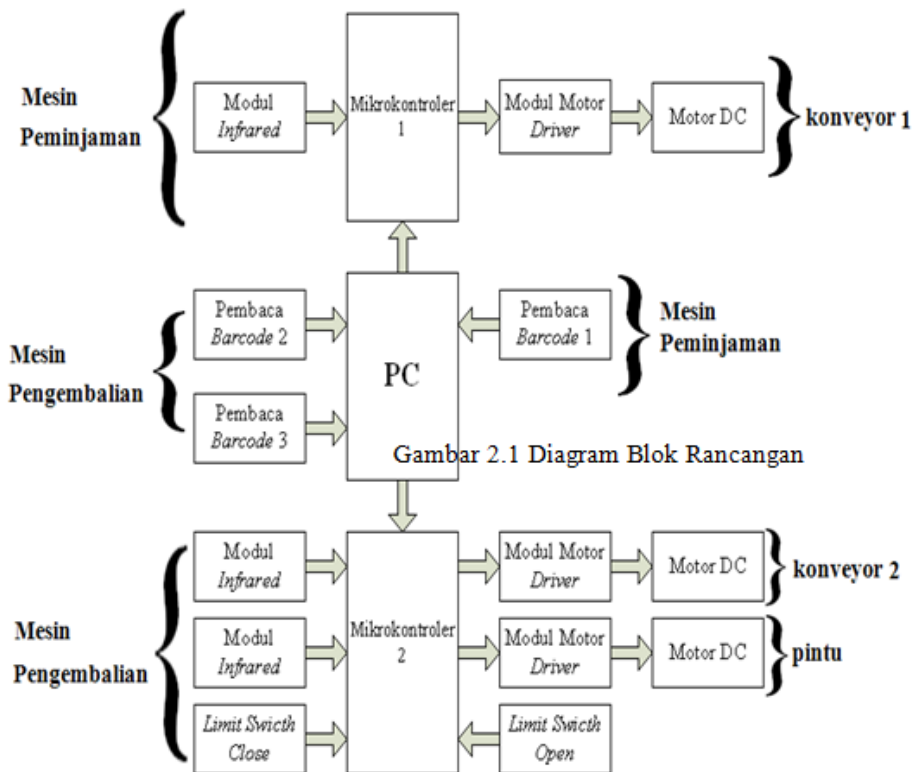 Mesin
Peminjaman
Modul
Infrared
Mikrokontroler
1
Modul Motor
Driver
Motor DC
konveyor 1
Mesin
Pengembalian
Pembaca
Barcode 2
Pembaca
Barcode 3
PC
Pembaca
Barcode 1
Mesin
Peminjaman
Gambar 2.1 Diagram Blok Rancangan
Mesin
Pengembalian
Modul
Infrared
Modul
Infrared
Limit Swicth
Close
Mikrokontroler
2
Modul Motor
Driver
Motor DC
konveyor 2
Modul Motor
Driver
Motor DC
pintu
Limit Swicth
Open